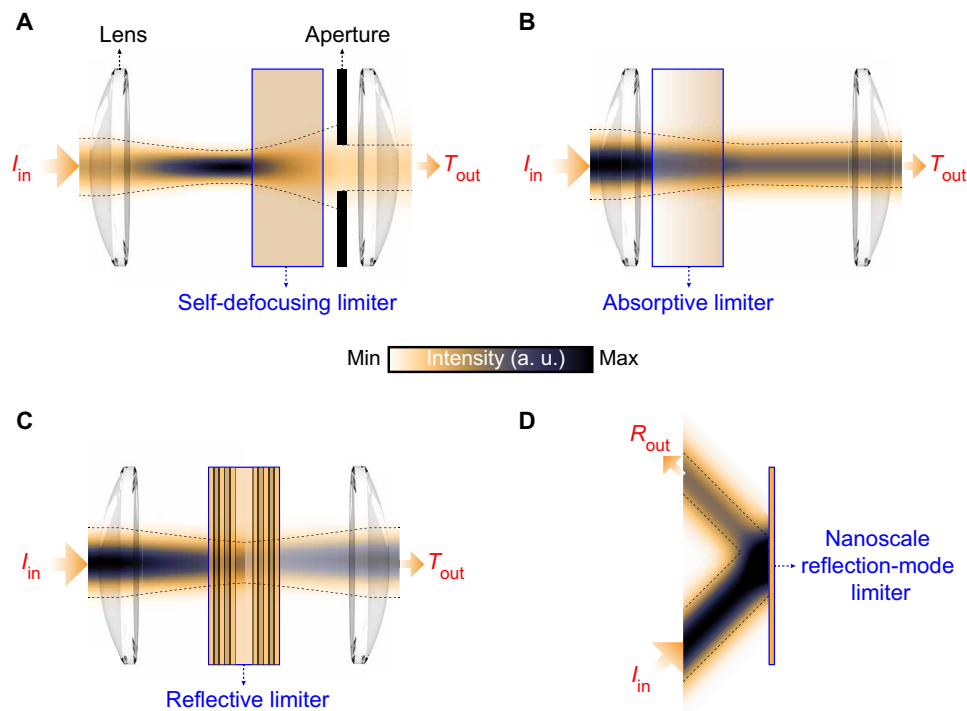 A
Lens
Aperture
I_in
T_out
Self-defocusing limiter
B
I_in
T_out
Absorptive limiter
Min
Intensity (a. u.)
Max
C
I_in
T_out
Reflective limiter
D
R_out
I_in
Nanoscale
reflection-mode
limiter